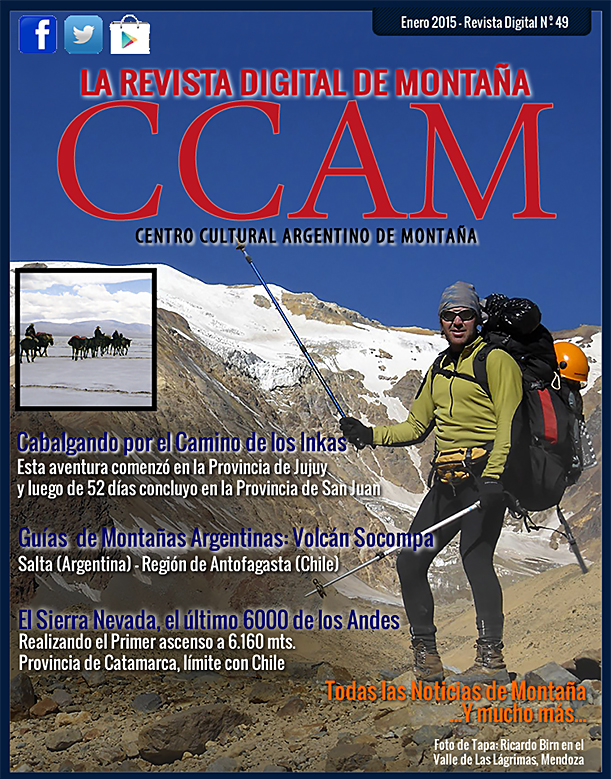 Enero 2015 - Revista Digital Nº 49
LA REVISTA DIGITAL DE MONTAÑA
CCAM
CENTRO CULTURAL ARGENTINO DE MONTAÑA
Cabalgando por el Camino de los Inkas
Esta aventura comenzó en la Provincia de Jujuy
y luego de 52 días concluyo en la Provincia de San Juan
Guías de Montañas Argentinas: Volcán Socompa
Salta (Argentina) - Región de Antofagasta (Chile)
El Sierra Nevada, el último 6000 de los Andes
Realizando el Primer ascenso a 6.160 mts.
Provincia de Catamarca, límite con Chile
Todas las Noticias de Montaña
...Y mucho más...
Foto de Tapa: Ricardo Birn en el
Valle de Las Lágrimas, Mendoza